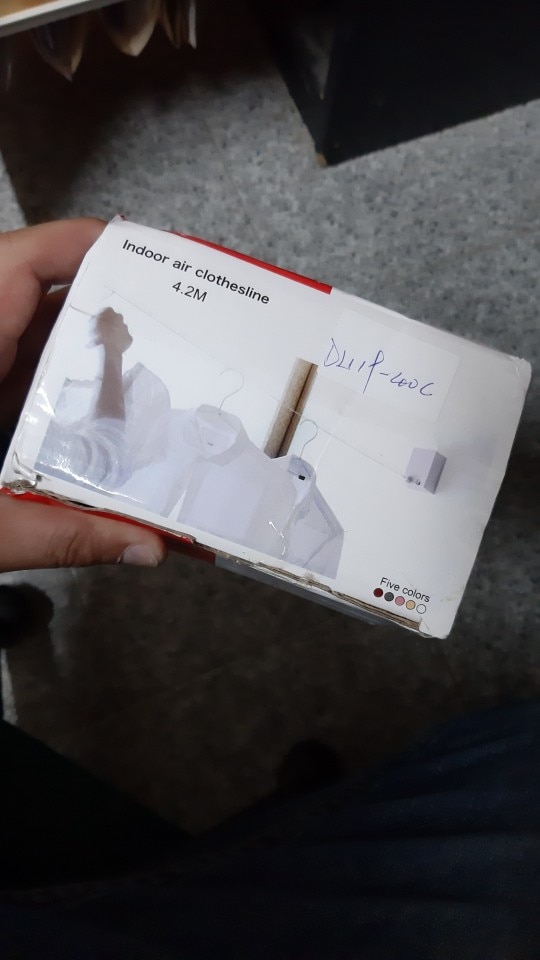 Indoor air clothesline
4.2M
Five colors